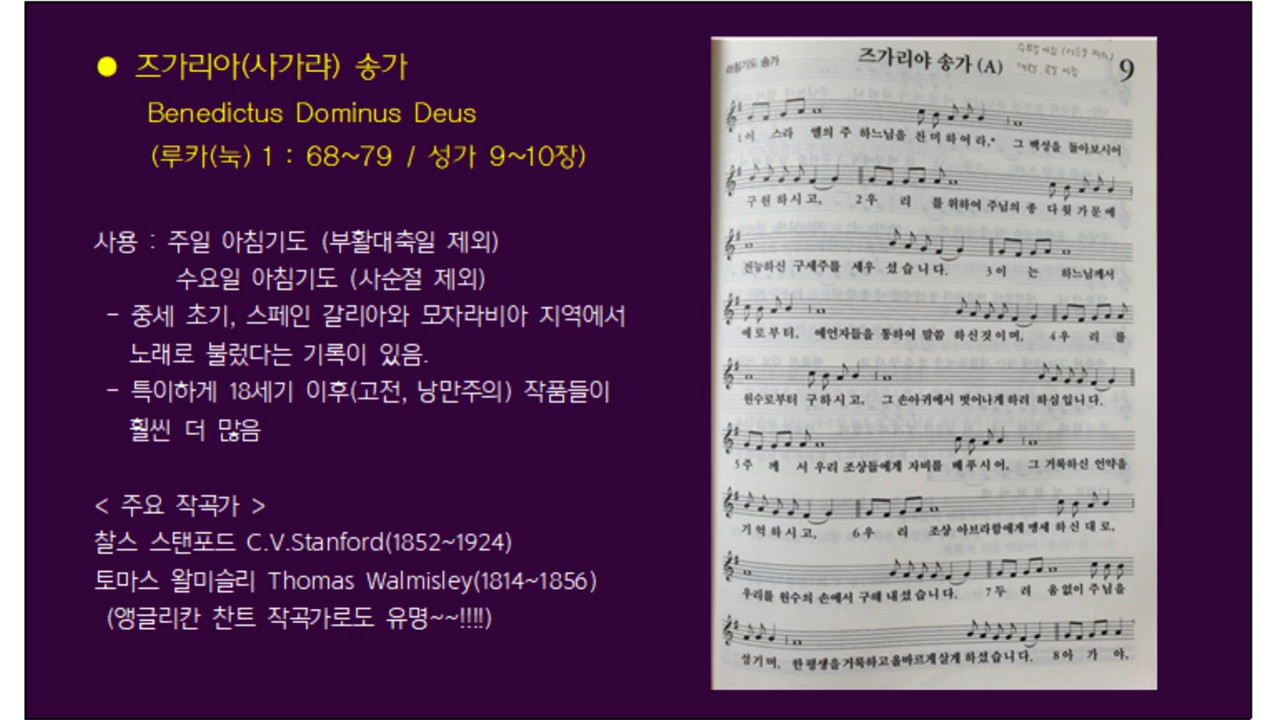 ● 즈가리아(사가랴) 송가
Benedictus Dominus Deus
(루카(눅) 1 : 68~79 / 성가 9~10장)
사용 : 주일 아침기도 (부활대축일 제외)
수요일 아침기도 (사순절 제외)
- 중세 초기, 스페인 갈리아와 모자라비아 지역에서
노래로 불렀다는 기록이 있음.
- 특이하게 18세기 이후(고전, 낭만주의) 작품들이
훨씬 더 많음
< 주요 작곡가 >
찰스 스탠포드 C.V.Stanford(1852~1924)
토마스 왈미슬리 Thomas Walmisley(1814~1856)
(앵글리칸 찬트 작곡가로도 유명~~!!!!)
아침기도 송가
즈가리야 송가 (A)
9
1이 스라 엘의 주 하느님을 찬 미 하 여 라,* 그 백성을 돌아보시어
구 원 하 시 고, 2우 리 를 위하여 주님의 종 다 윗 가 문 에
전능하신 구세주를 세우 셨 습 니 다. 3이 는 하느님께서
예 로 부 터, 예언자들을 통하여 말씀 하신것 이 며, 4우 리 를
원수로부터 구 하 시 고, 그 손아귀에서 벗어나게 하려 하심 입 니 다.
5주 께 서 우리 조상들에게 자비를 베 푸 시 어, 그 거룩하신 언약을
기 억 하 시 고, 6우 리 조상 아브라함에게 맹세 하 신 대 로,
우리를 원수의 손에서 구해 내 셨 습 니 다. 7두 려 움 없이 주님을
섬기 며, 한평생을거룩하고올바르게살게 하 셨 습 니 다. 8아 가 야,